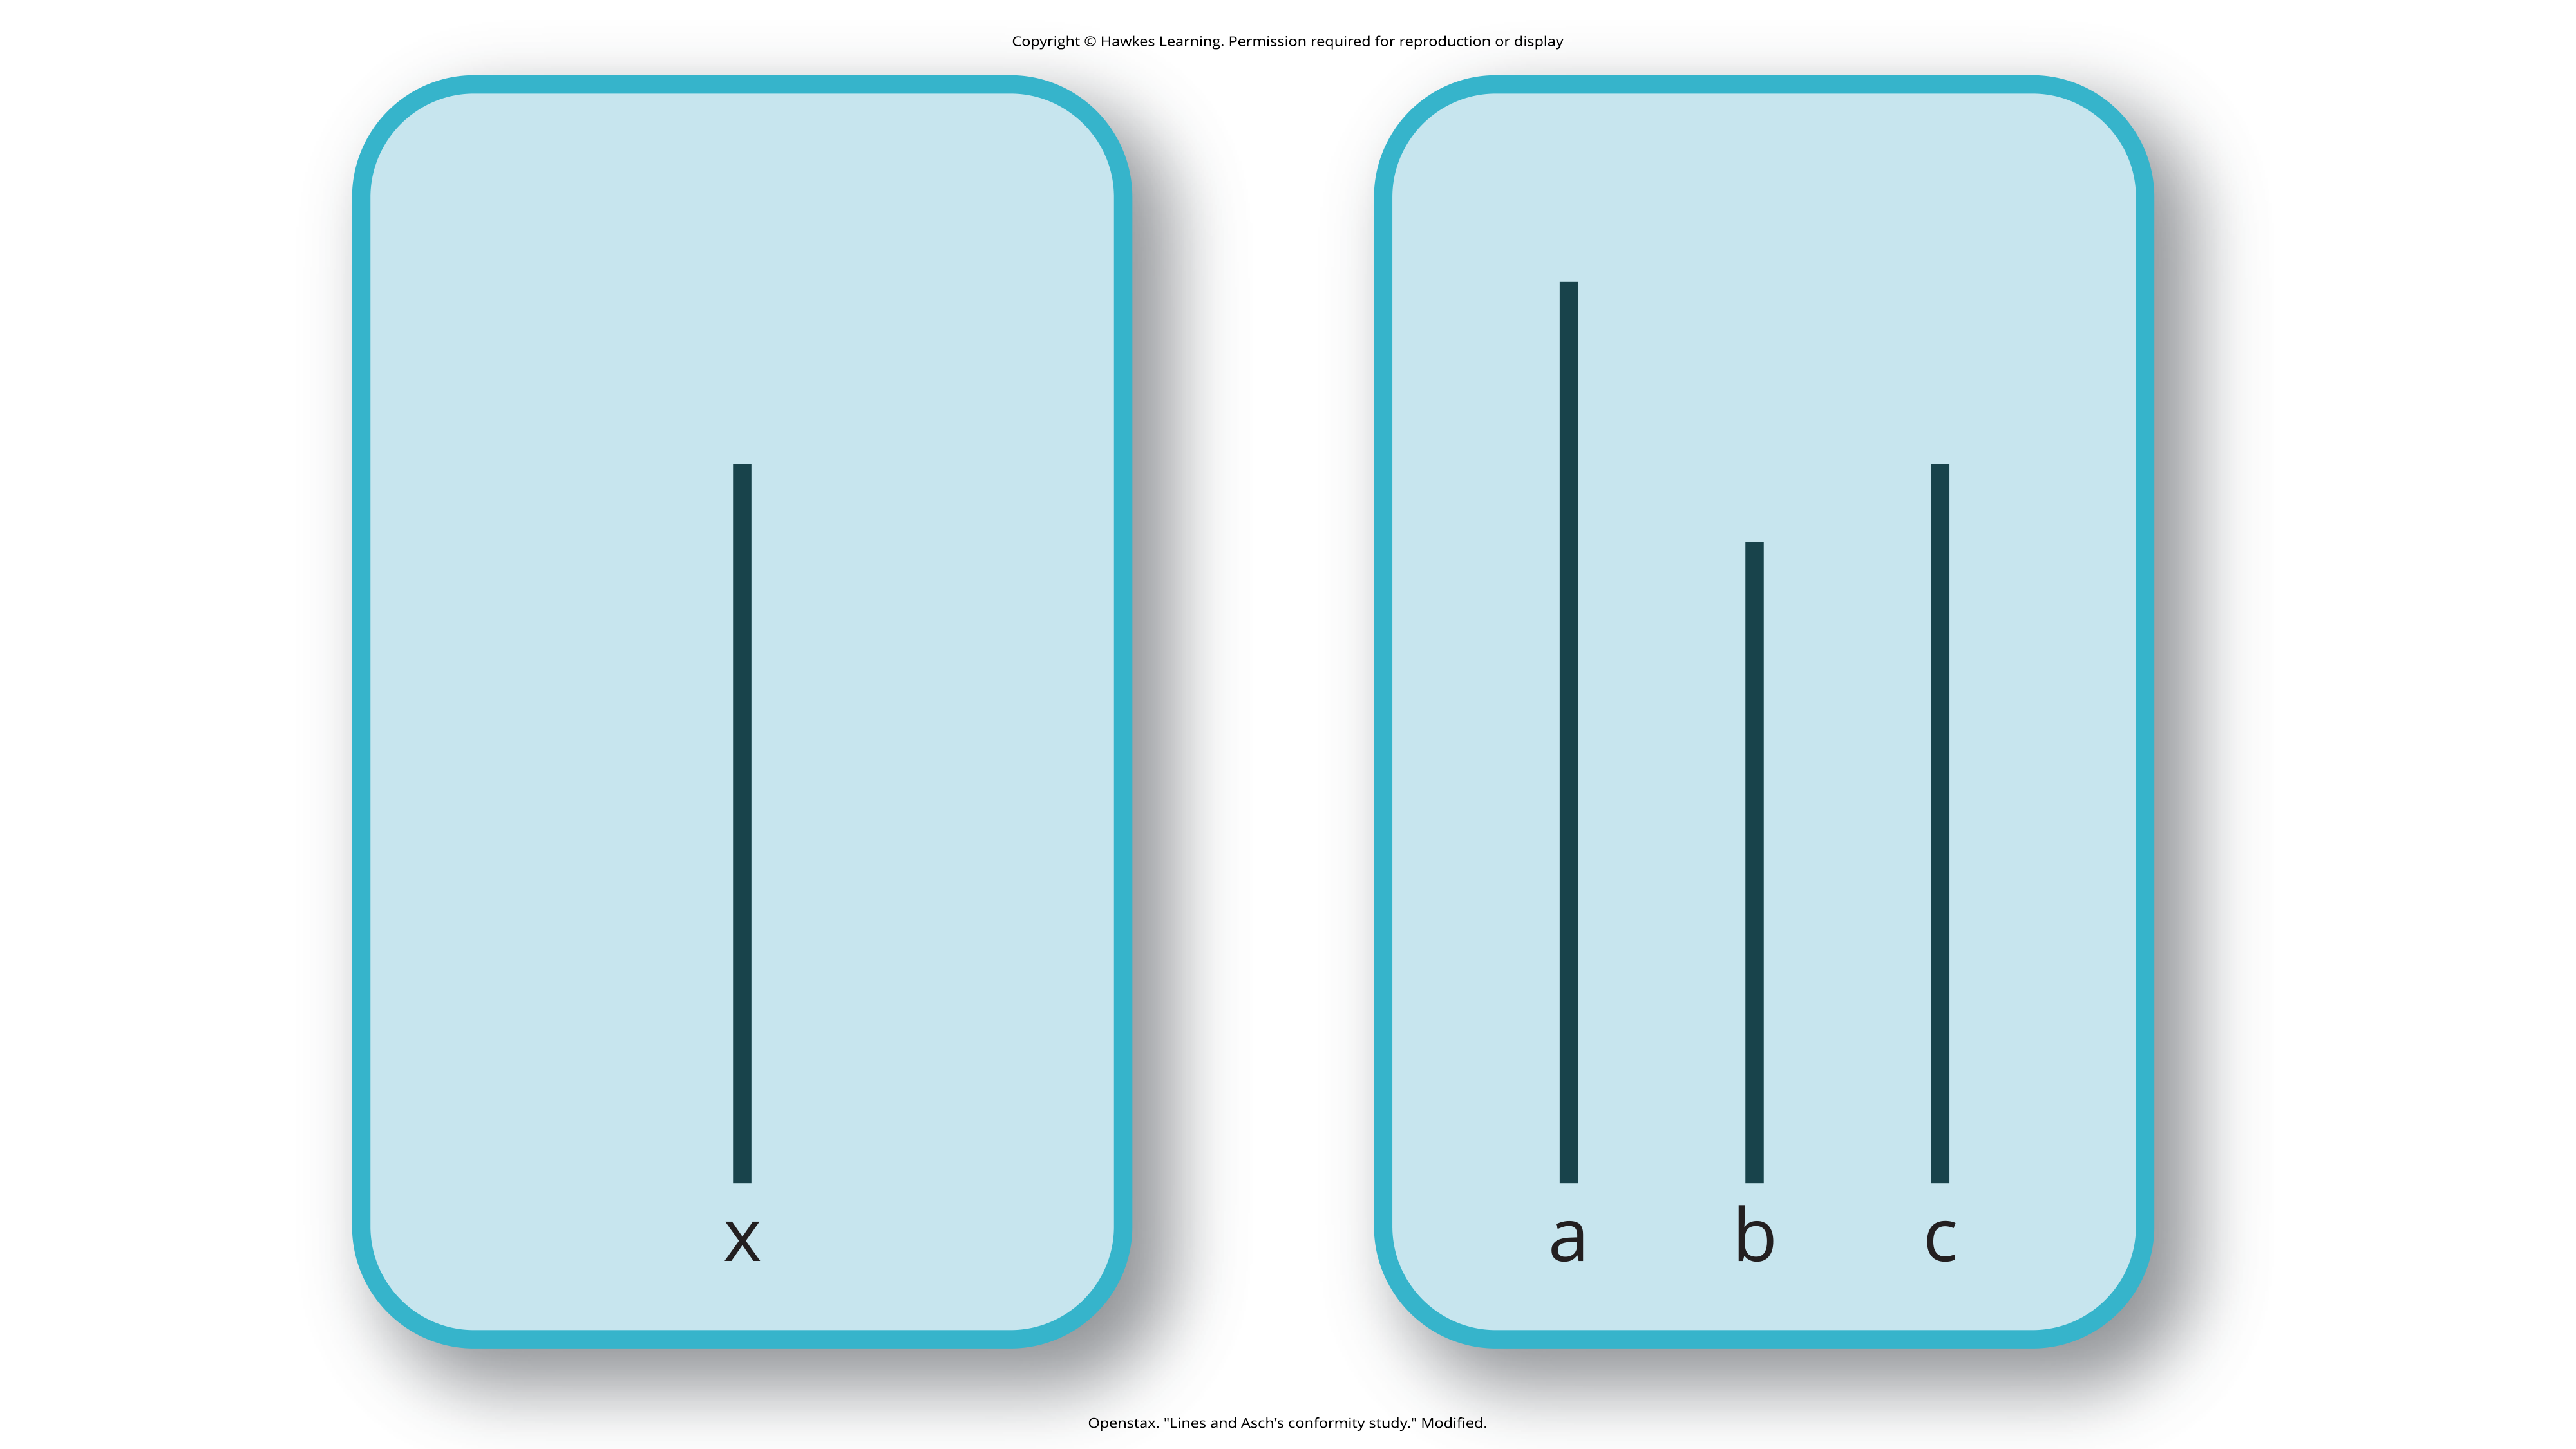 Copyright © Hawkes Learning. Permission required for reproduction or display
x
a b c
Openstax. "Lines and Asch's conformity study." Modified.